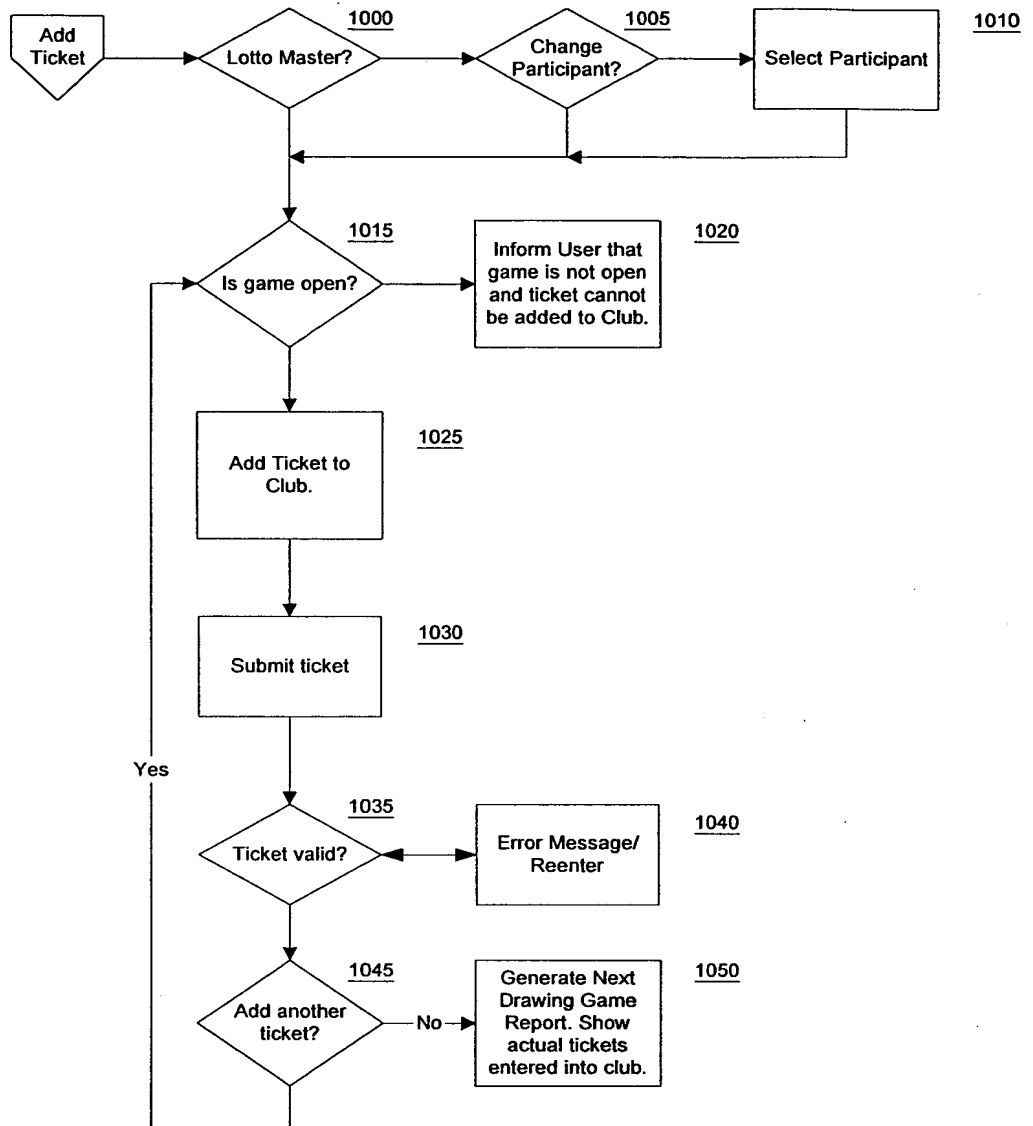 Add
Ticket
Lotto Master?
1000
Change
Participant?
1005
Select Participant
1010
Is game open?
1015
Inform User that
game is not open
and ticket cannot
be added to Club.
1020
Add Ticket to
Club.
1025
Submit ticket
1030
Yes
Ticket valid?
1035
Error Message/
Reenter
1040
Add another
ticket?
1045
No
Generate Next
Drawing Game
Report. Show
actual tickets
entered into club.
1050